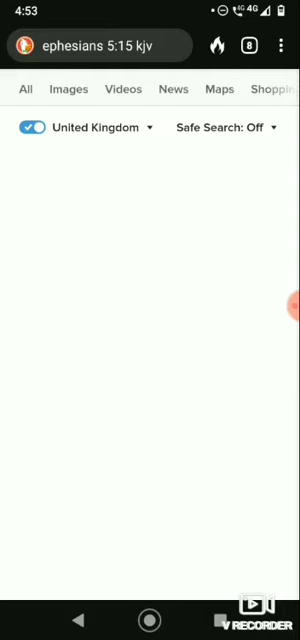 4:53
4G 4G
ephesians 5:15 kjv
8
All Images Videos News Maps Shoppin
United Kingdom
Safe Search: Off
V RECORDER